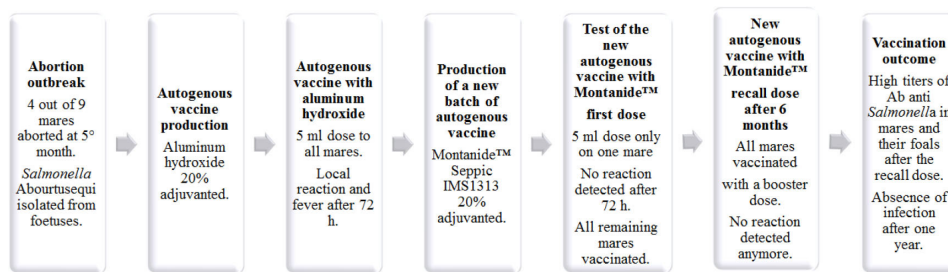 Abortion
outbreak
4 out of 9
mares
aborted at 5°
month.
Salmonella
Abourtusequi
isolated from
foetuses.
Autogenous
vaccine
production
Aluminum
hydroxide
20%
adjuvanted.
Autogenous
vaccine with
aluminum
hydroxide
5 ml dose to
all mares.
Local
reaction and
fever after 72
h.
Production
of a new
batch of
autogenous
vaccine
Montanide™
Seppic
IMS1313
20%
adjuvanted.
Test of the
new
autogenous
vaccine with
Montanide™
first dose
5 ml dose only
on one mare
No reaction
detected after
72 h.
All remaining
mares
vaccinated.
New
autogenous
vaccine with
Montanide™
recall dose
after 6
months
All mares
vaccinated
with a booster
dose.
No reaction
detected
anymore.
Vaccination
outcome
High titers of
Ab anti
Salmonella in
mares and
their foals
after the
recall dose.
Absecnce of
infection
after one
year.